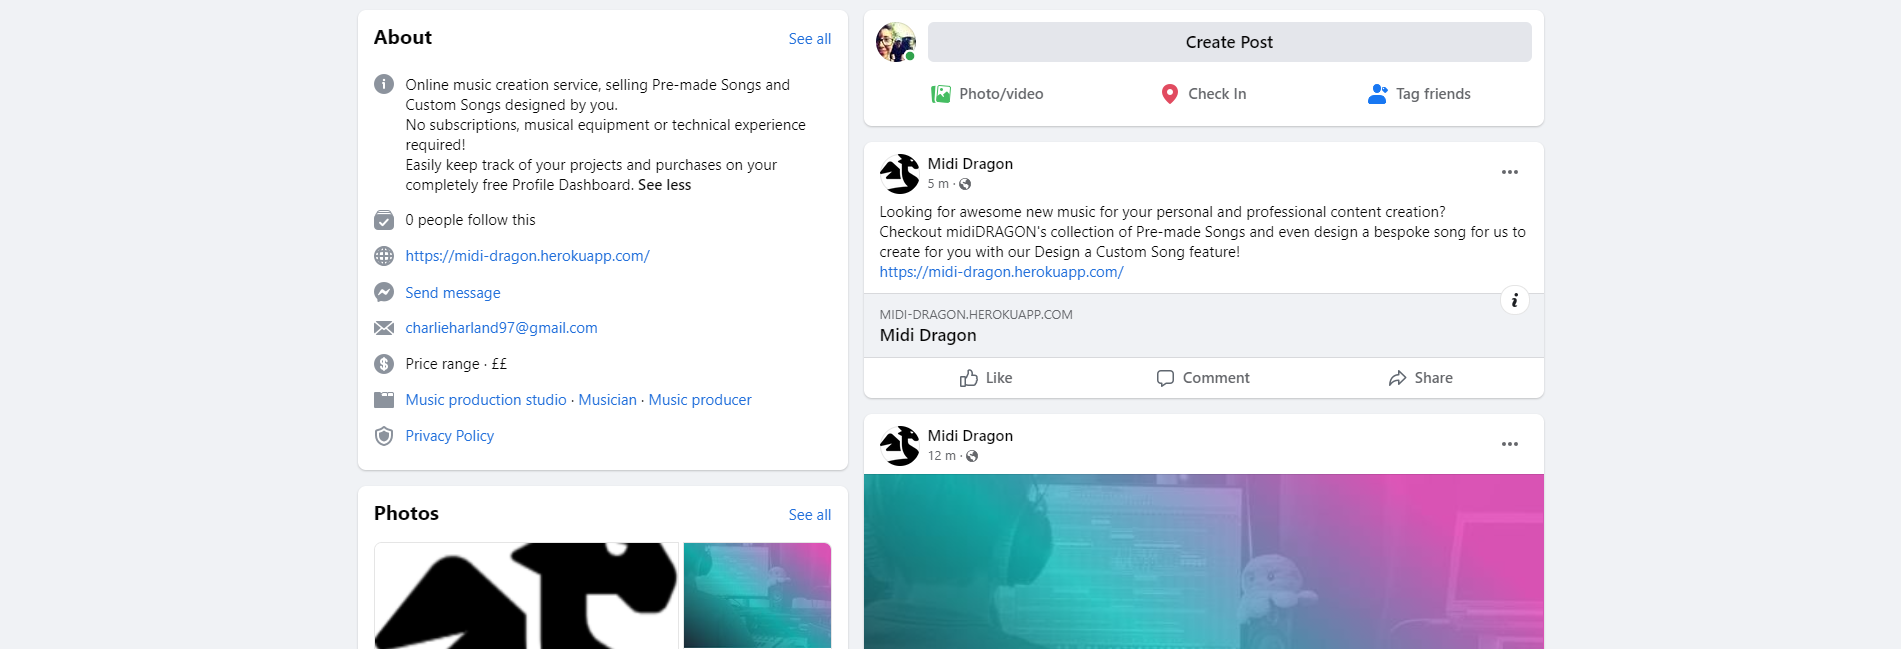 About
See all
Online music creation service, selling Pre-made Songs and
Custom Songs designed by you.
No subscriptions, musical equipment or technical experience
required!
Easily keep track of your projects and purchases on your
completely free Profile Dashboard. See less
0 people follow this
https://midi-dragon.herokuapp.com/
Send message
charlieharland97@gmail.com
Price range · ££
Music production studio · Musician · Music producer
Privacy Policy
Photos
See all
Create Post
Photo/video
Check In
Tag friends
Midi Dragon
5 m ·
Looking for awesome new music for your personal and professional content creation?
Checkout midiDRAGON's collection of Pre-made Songs and even design a bespoke song for us to
create for you with our Design a Custom Song feature!
https://midi-dragon.herokuapp.com/
MIDI-DRAGON.HEROKUAPP.COM
Midi Dragon
Like
Comment
Share
Midi Dragon
12 m ·